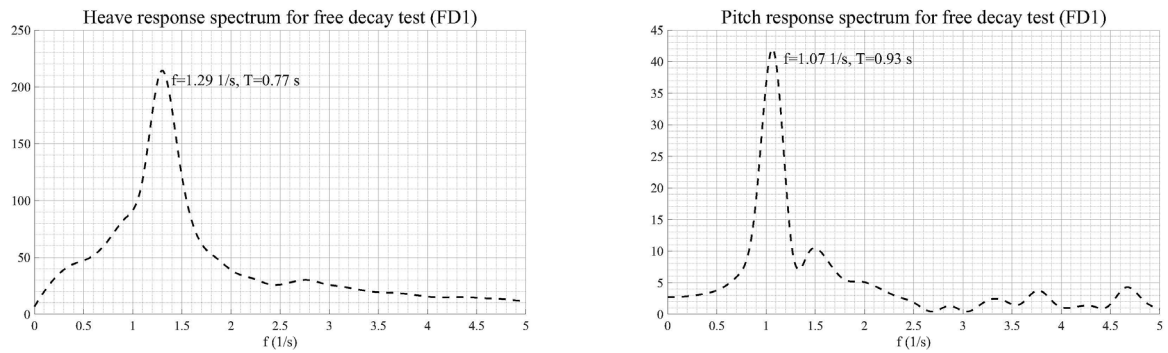 Heave response spectrum for free decay test (FD1)
250
200
150
100
50
0
f=1.29 1/s, T=0.77 s
0 0.5 1 1.5 2 2.5 3 3.5 4 4.5 5
f (1/s)
Pitch response spectrum for free decay test (FD1)
45
40
35
30
25
20
15
10
5
0
f=1.07 1/s, T=0.93 s
0 0.5 1 1.5 2 2.5 3 3.5 4 4.5 5
f (1/s)